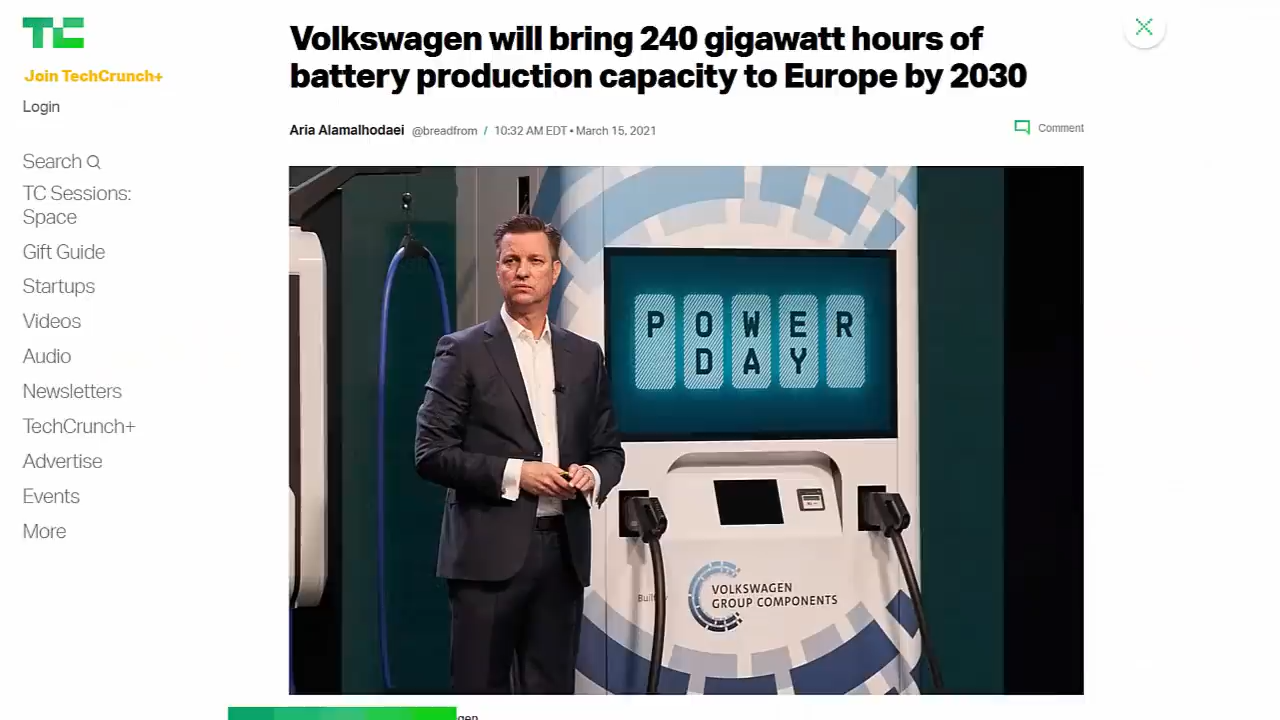 TC
Join TechCrunch+
Login
Search
TC Sessions:
Space
Gift Guide
Startups
Videos
Audio
Newsletters
TechCrunch+
Advertise
Events
More
Volkswagen will bring 240 gigawatt hours of
battery production capacity to Europe by 2030
Aria Alamalhodaei @breadfrom / 10:32 AM EDT • March 15, 2021
Comment
POWER
DAY
VOLKSWAGEN
GROUP COMPONENTS